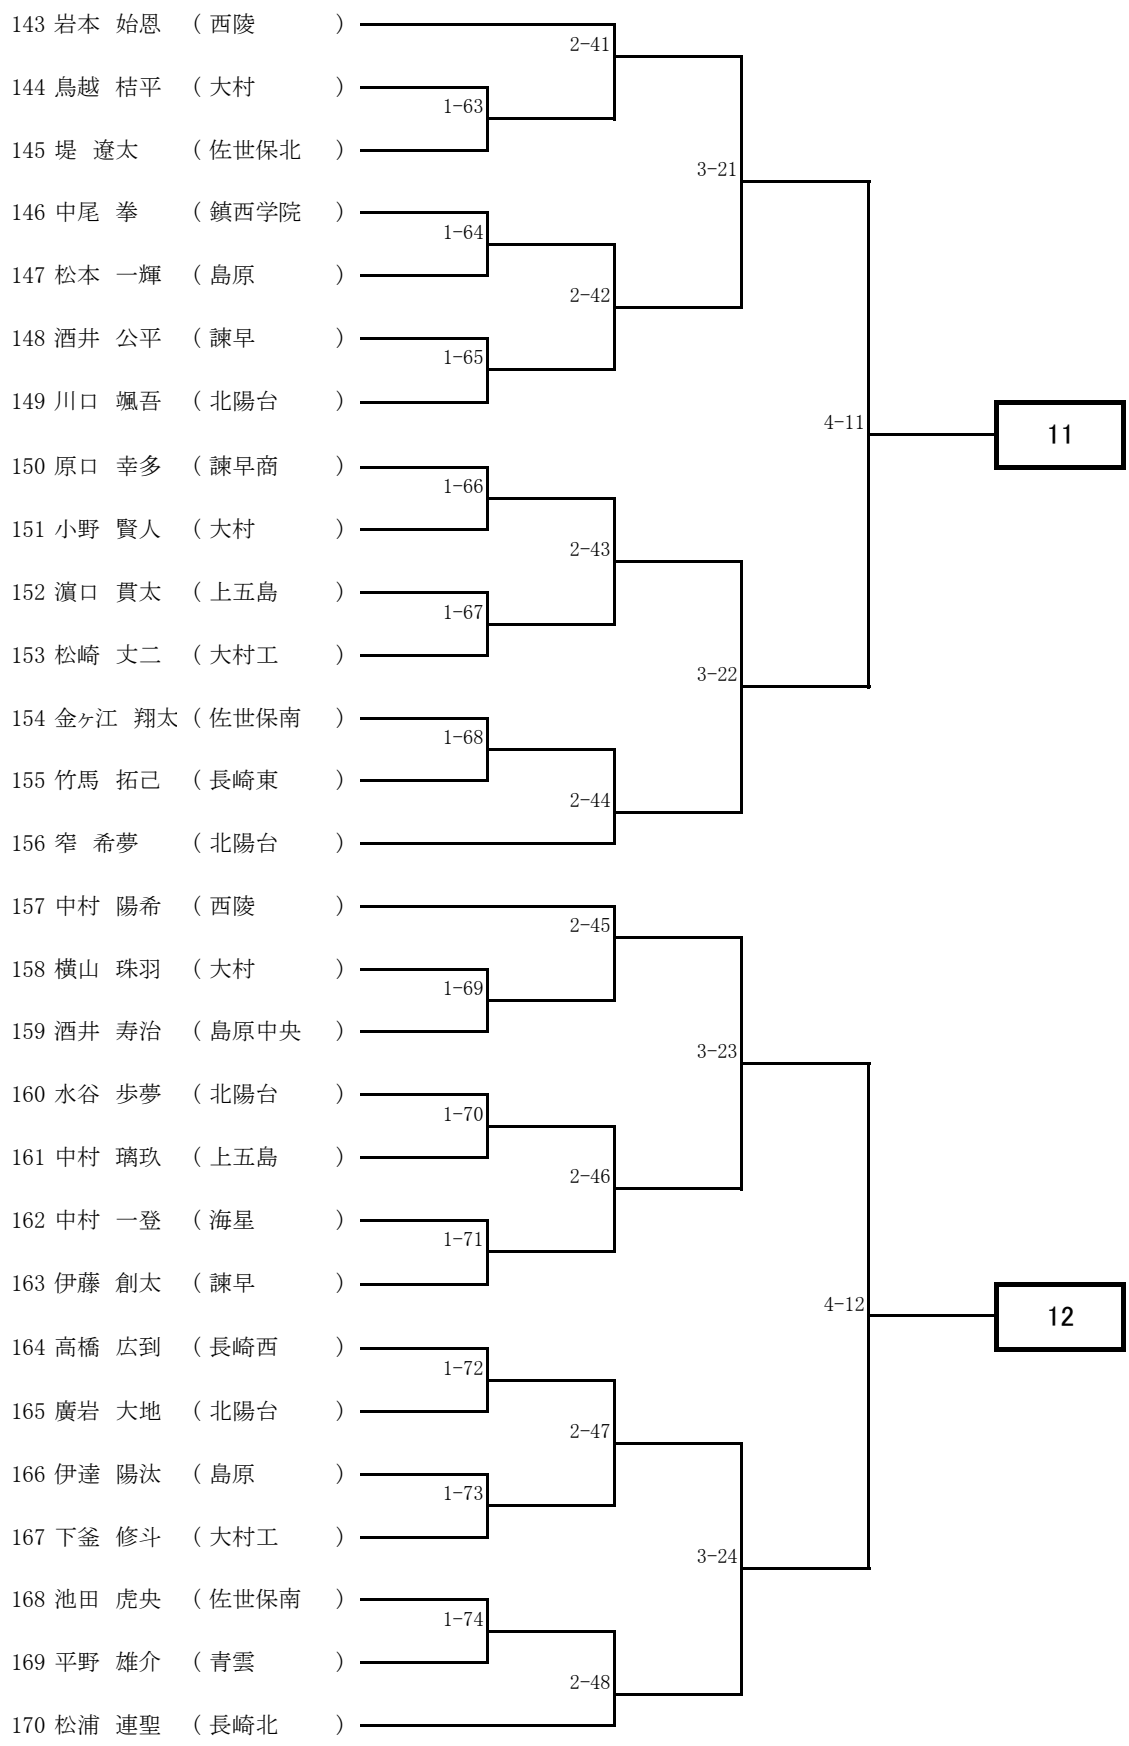 143 岩本 始恩 ( 西陵 )
2-41
144 鳥越 桔平 ( 大村 )
1-63
145 堤 遼太 ( 佐世保北 )
3-21
146 中尾 拳 ( 鎮西学院 )
1-64
147 松本 一輝 ( 島原 )
2-42
148 酒井 公平 ( 諫早 )
1-65
149 川口 颯吾 ( 北陽台 )
4-11
11
150 原口 幸多 ( 諫早商 )
1-66
151 小野 賢人 ( 大村 )
2-43
152 濵口 貫太 ( 上五島 )
1-67
153 松崎 丈二 ( 大村工 )
3-22
154 金ヶ江 翔太 ( 佐世保南 )
1-68
155 竹馬 拓己 ( 長崎東 )
2-44
156 窄 希夢 ( 北陽台 )
157 中村 陽希 ( 西陵 )
2-45
158 横山 珠羽 ( 大村 )
1-69
159 酒井 寿治 ( 島原中央 )
3-23
160 水谷 歩夢 ( 北陽台 )
1-70
161 中村 璃玖 ( 上五島 )
2-46
162 中村 一登 ( 海星 )
1-71
163 伊藤 創太 ( 諫早 )
4-12
12
164 高橋 広到 ( 長崎西 )
1-72
165 廣岩 大地 ( 北陽台 )
2-47
166 伊達 陽汰 ( 島原 )
1-73
167 下釜 修斗 ( 大村工 )
3-24
168 池田 虎央 ( 佐世保南 )
1-74
169 平野 雄介 ( 青雲 )
2-48
170 松浦 連聖 ( 長崎北 )